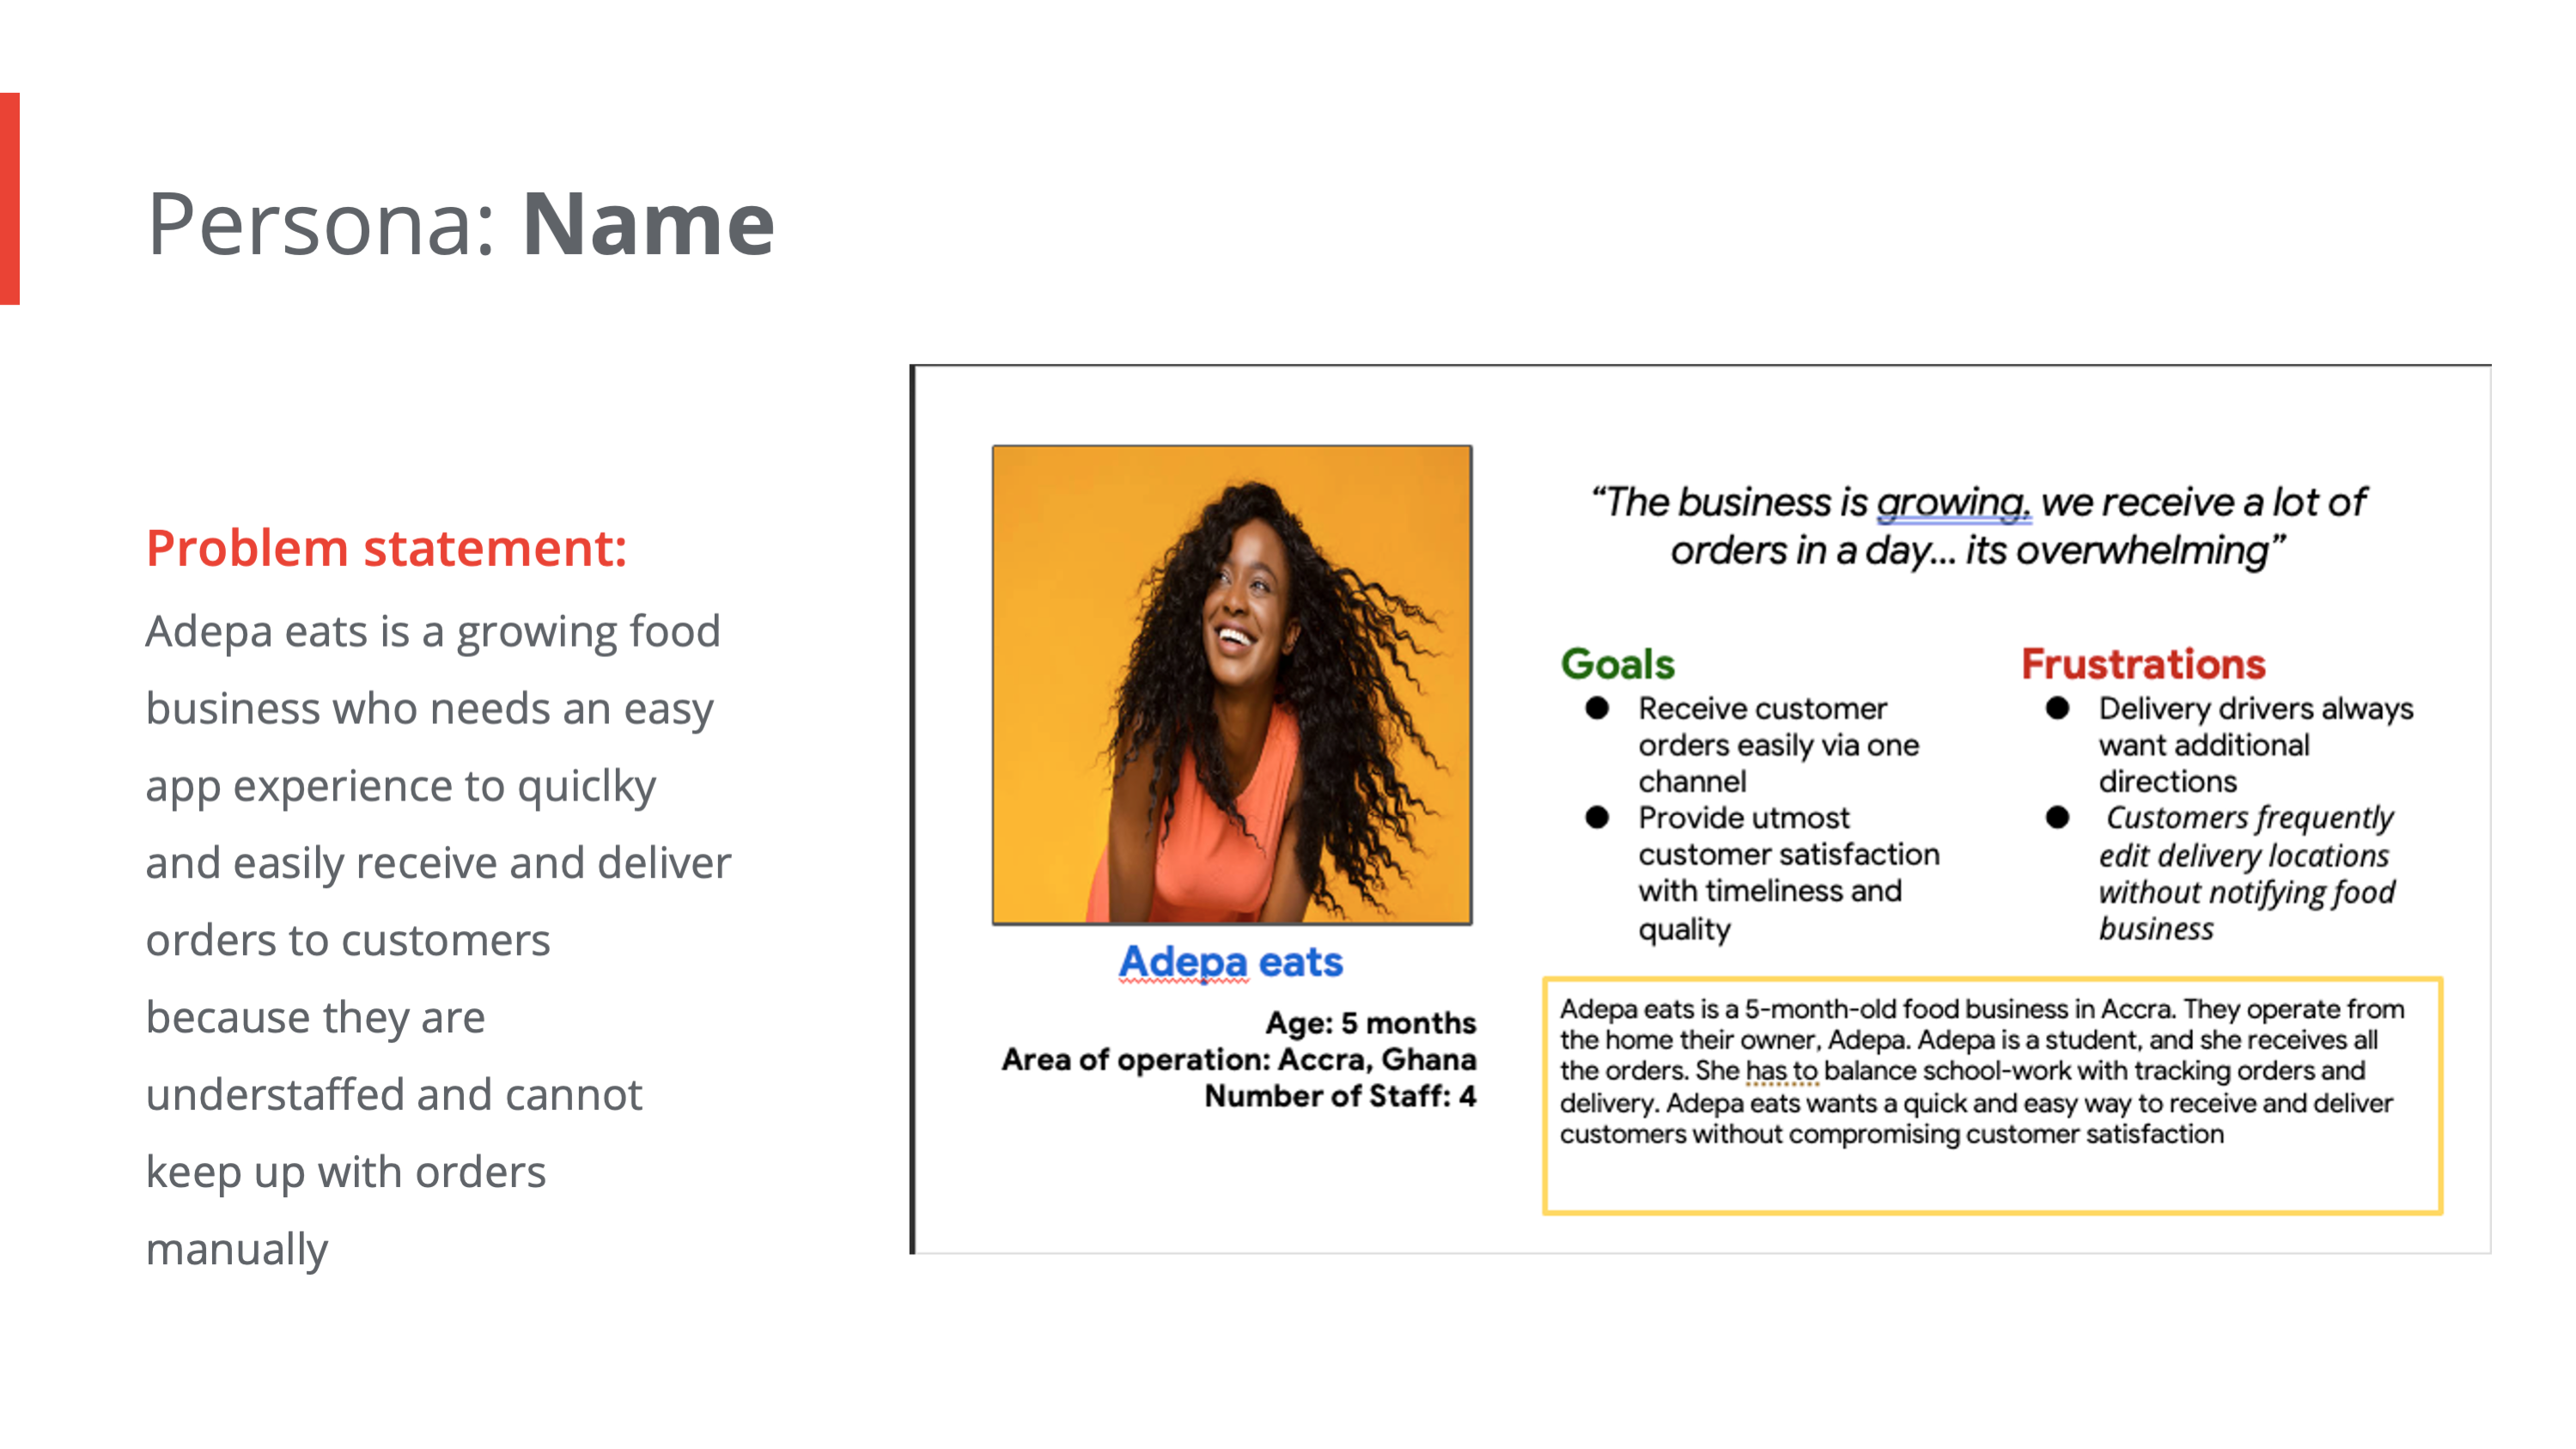 Persona: Name
Problem statement:
Adepa eats is a growing food
business who needs an easy
app experience to quiclky
and easily receive and deliver
orders to customers
because they are
understaffed and cannot
keep up with orders
manually
“The business is growing, we receive a lot of
orders in a day... its overwhelming”
Goals
● Receive customer
orders easily via one
channel
● Provide utmost
customer satisfaction
with timeliness and
quality
Frustrations
● Delivery drivers always
want additional
directions
● Customers frequently
edit delivery locations
without notifying food
business
Adepa eats
Age: 5 months
Area of operation: Accra, Ghana
Number of Staff: 4
Adepa eats is a 5-month-old food business in Accra. They operate from
the home their owner, Adepa. Adepa is a student, and she receives all
the orders. She has to balance school-work with tracking orders and
delivery. Adepa eats wants a quick and easy way to receive and deliver
customers without compromising customer satisfaction